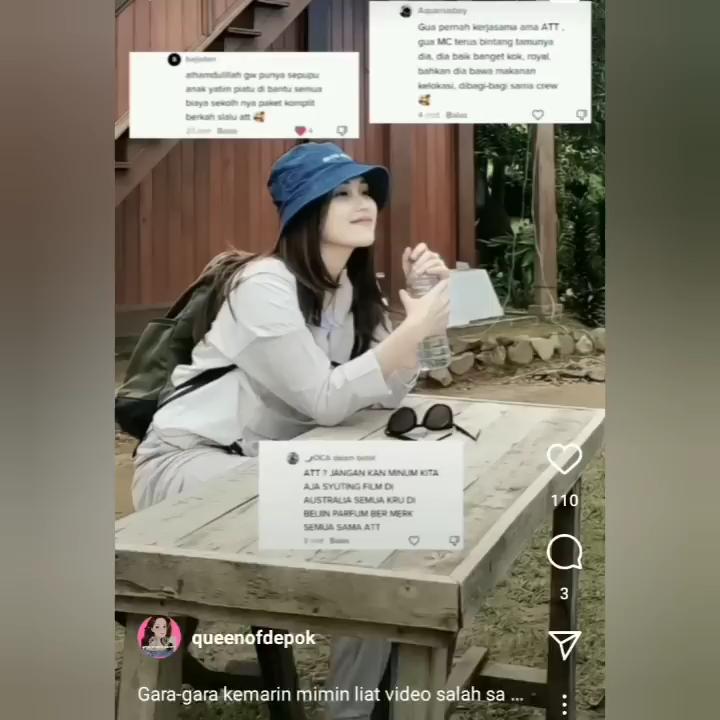 Aquariusboy
Gua pernah kerjasama ama ATT ,
gua MC terus bintang tamunya
dia, dia baik banget kok, royal,
bahkan dia bawa makanan
kelokasi, dibagi-bagi sama crew
Balas
alhamdulillah gw punya sepupu
anak yatim piatu di bantu semua
biaya sekolh nya paket komplit
berkah slalu att
Balas
4
dalam botol
ATT ? JANGAN KAN MINUM KITA
AJA SYUTING FILM DI
AUSTRALIA SEMUA KRU DI
BELIIN PARFUM BER MERK
SEMUA SAMA ATT
Balas
110
3
queenofdepok
Gara-gara kemarin mimin liat video salah sa ...